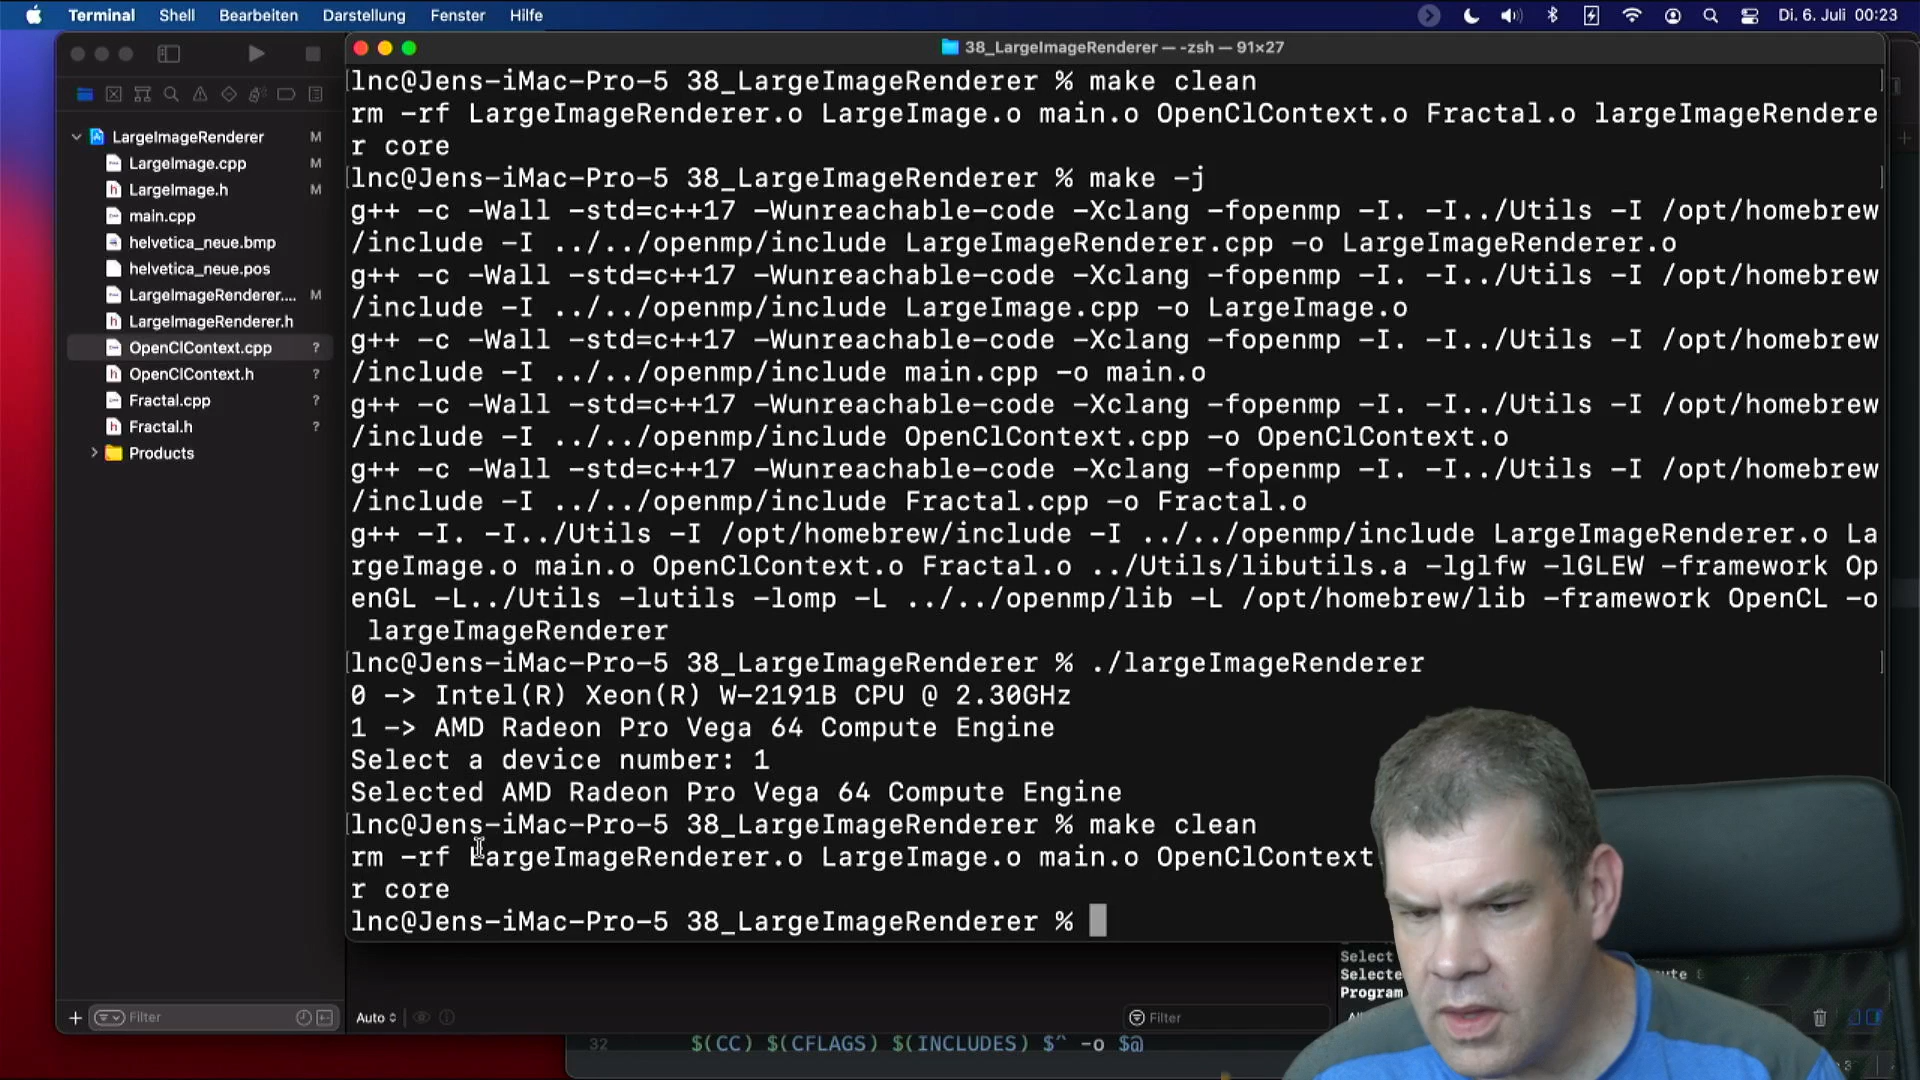 Terminal Shell Bearbeiten Darstellung Fenster Hilfe Di. 6. Juli 00:23
38_LargeImageRenderer — -zsh — 91×27
LargeImageRenderer M
LargeImage.cpp M
LargeImage.h M
main.cpp
helvetica_neue.bmp
helvetica_neue.pos
LargeImageRenderer.... M
LargeImageRenderer.h
OpenClContext.cpp ?
OpenClContext.h ?
Fractal.cpp ?
Fractal.h ?
Products
Filter
lnc@Jens-iMac-Pro-5 38_LargeImageRenderer % make clean
rm -rf LargeImageRenderer.o LargeImage.o main.o OpenClContext.o Fractal.o largeImageRendere
r core
lnc@Jens-iMac-Pro-5 38_LargeImageRenderer % make -j
g++ -c -Wall -std=c++17 -Wunreachable-code -Xclang -fopenmp -I. -I../Utils -I /opt/homebrew
/include -I ../../openmp/include LargeImageRenderer.cpp -o LargeImageRenderer.o
g++ -c -Wall -std=c++17 -Wunreachable-code -Xclang -fopenmp -I. -I../Utils -I /opt/homebrew
/include -I ../../openmp/include LargeImage.cpp -o LargeImage.o
g++ -c -Wall -std=c++17 -Wunreachable-code -Xclang -fopenmp -I. -I../Utils -I /opt/homebrew
/include -I ../../openmp/include main.cpp -o main.o
g++ -c -Wall -std=c++17 -Wunreachable-code -Xclang -fopenmp -I. -I../Utils -I /opt/homebrew
/include -I ../../openmp/include OpenClContext.cpp -o OpenClContext.o
g++ -c -Wall -std=c++17 -Wunreachable-code -Xclang -fopenmp -I. -I../Utils -I /opt/homebrew
/include -I ../../openmp/include Fractal.cpp -o Fractal.o
g++ -I. -I../Utils -I /opt/homebrew/include -I ../../openmp/include LargeImageRenderer.o La
rgeImage.o main.o OpenClContext.o Fractal.o ../Utils/libutils.a -lglfw -lGLEW -framework Op
enGL -L../Utils -lutils -lomp -L ../../openmp/lib -L /opt/homebrew/lib -framework OpenCL -o
largeImageRenderer
lnc@Jens-iMac-Pro-5 38_LargeImageRenderer % ./largeImageRenderer
0 -> Intel(R) Xeon(R) W-2191B CPU @ 2.30GHz
1 -> AMD Radeon Pro Vega 64 Compute Engine
Select a device number: 1
Selected AMD Radeon Pro Vega 64 Compute Engine
lnc@Jens-iMac-Pro-5 38_LargeImageRenderer % make clean
rm -rf LargeImageRenderer.o LargeImage.o main.o OpenClContext
r core
lnc@Jens-iMac-Pro-5 38_LargeImageRenderer %
Select
Selecte
Program
Auto Filter
32 $(CC) $(CFLAGS) $(INCLUDES) $^ -o $@